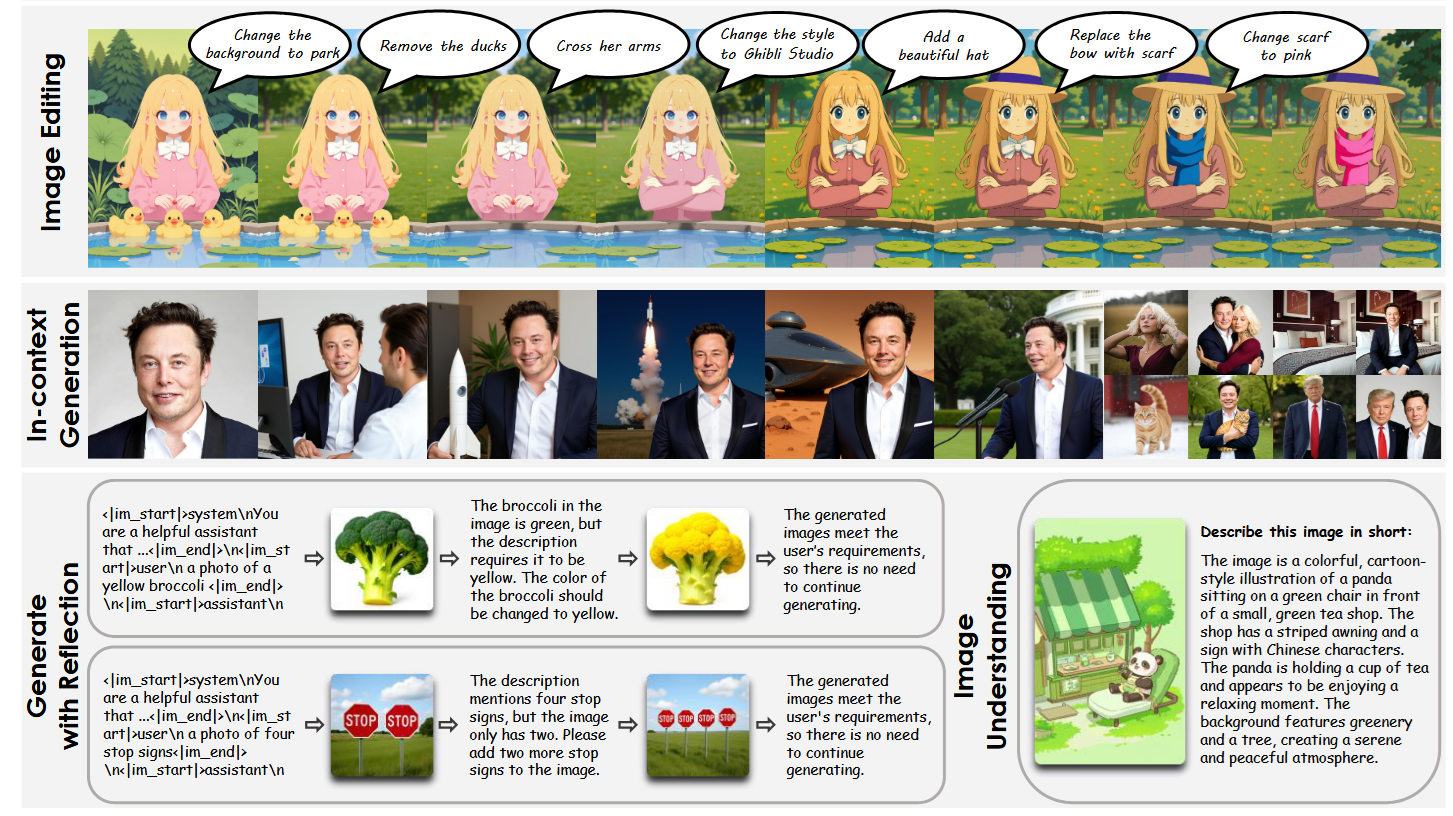 Image Editing
Change the
background to park
Remove the ducks
Cross her arms
Change the style
to Ghibli Studio
Add a
beautiful hat
Replace the
bow with scarf
Change scarf
to pink
In-context
Generation
Generate
with Reflection
<|im_start|>system\nYou
are a helpful assistant
that ...<|im_end|>\n<|im_st
art|>user\n a photo of a
yellow broccoli <|im_end|>
\n<|im_start|>assistant\n
The broccoli in the
image is green, but
the description
requires it to be
yellow. The color of
the broccoli should
be changed to yellow.
The generated
images meet the
user's requirements,
so there is no need
to continue
generating.
<|im_start|>system\nYou
are a helpful assistant
that ...<|im_end|>\n<|im_st
art|>user\n a photo of four
stop signs<|im_end|>
\n<|im_start|>assistant\n
STOP STOP
The description
mentions four stop
signs, but the image
only has two. Please
add two more stop
signs to the image.
STOP STOP STOP STOP
The generated
images meet the
user's requirements,
so there is no need
to continue
generating.
Image
Understanding
Describe this image in short:
The image is a colorful, cartoon-
style illustration of a panda
sitting on a green chair in front
of a small, green tea shop. The
shop has a striped awning and a
sign with Chinese characters.
The panda is holding a cup of tea
and appears to be enjoying a
relaxing moment. The
background features greenery
and a tree, creating a serene
and peaceful atmosphere.